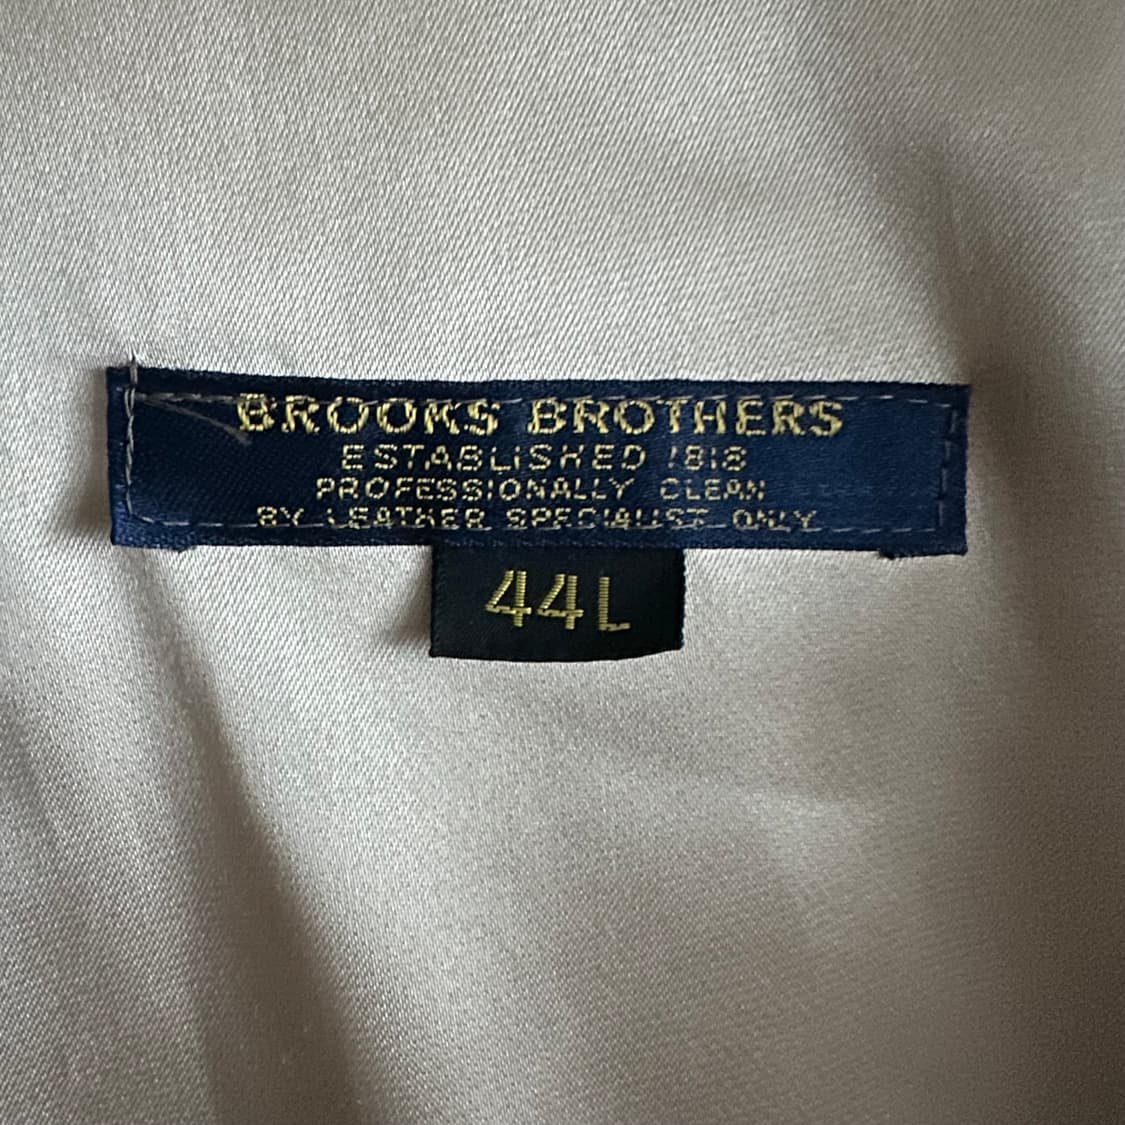 BROOKS BROTHERS
ESTABLISHED 1818
PROFESSIONALLY CLEAN
BY LEATHER SPECIALIST ONLY
44L